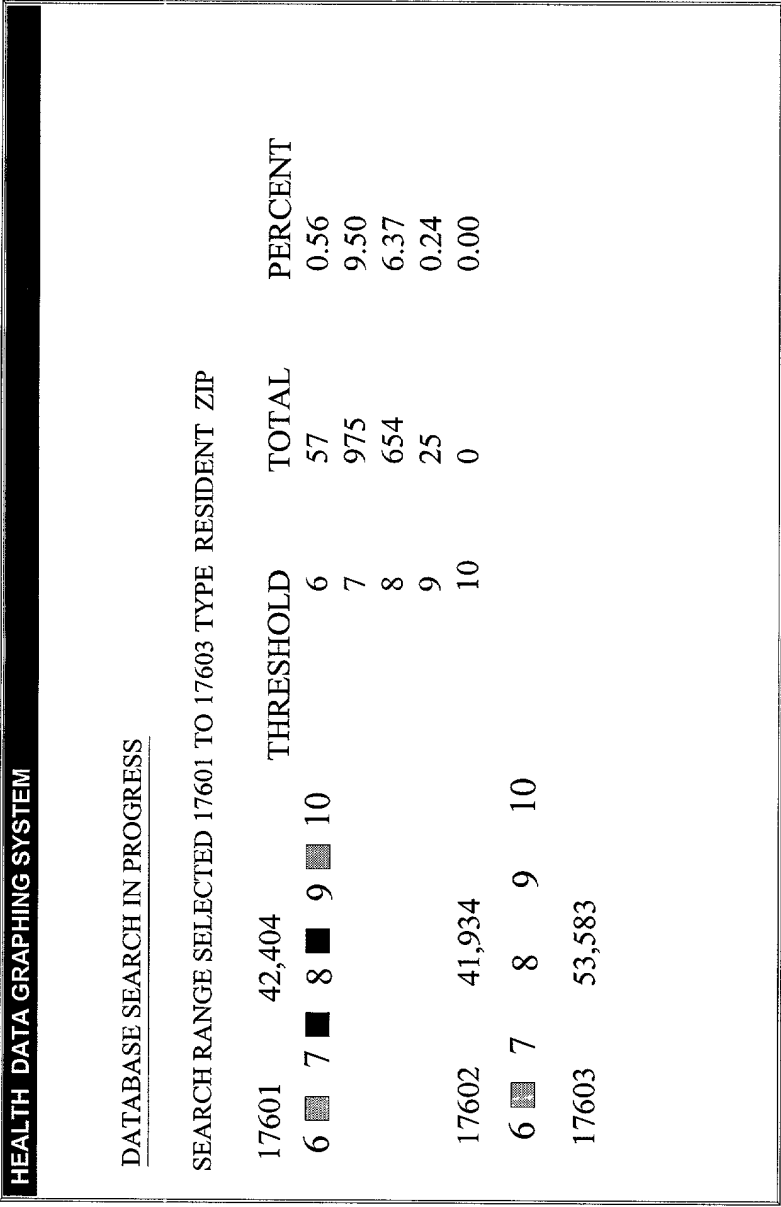 HEALTH DATA GRAPHING SYSTEM
DATABASE SEARCH IN PROGRESS
SEARCH RANGE SELECTED 17601 TO 17603 TYPE RESIDENT ZIP
17601 42,404 THRESHOLD TOTAL PERCENT
6 7 8 9 10 6 57 0.56
7 975 9.50
8 654 6.37
9 25 0.24
10 0 0.00
17602 41,934
6 7 8 9 10
17603 53,583